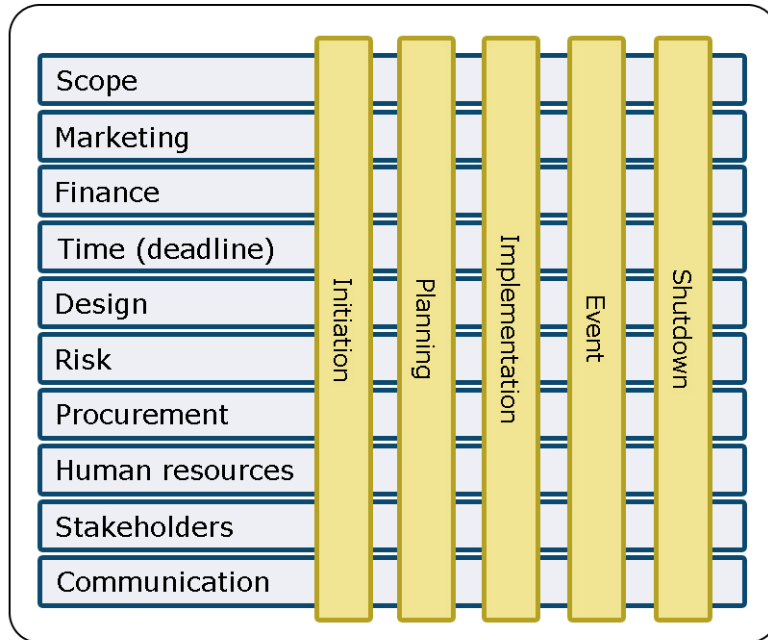 Scope
Marketing
Finance
Time (deadline)
Design
Risk
Procurement
Human resources
Stakeholders
Communication
Initiation
Planning
Implementation
Event
Shutdown